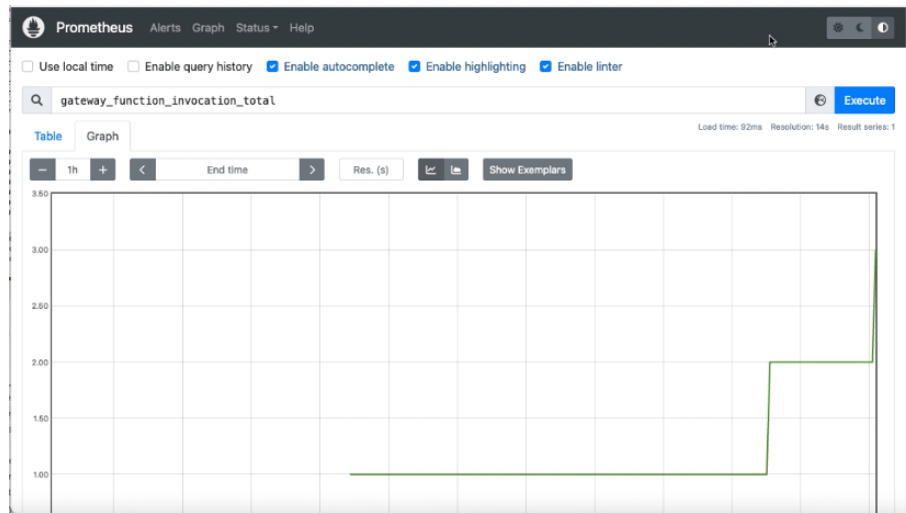 Prometheus Alerts Graph Status Help
Use local time Enable query history Enable autocomplete Enable highlighting Enable linter
gateway_function_invocation_total Execute
Load time: 92ms Resolution: 14s Result series: 1
Table Graph
− 1h + < End time > Res. (s) Show Exemplars
3.50
3.00
2.50
2.00
1.50
1.00